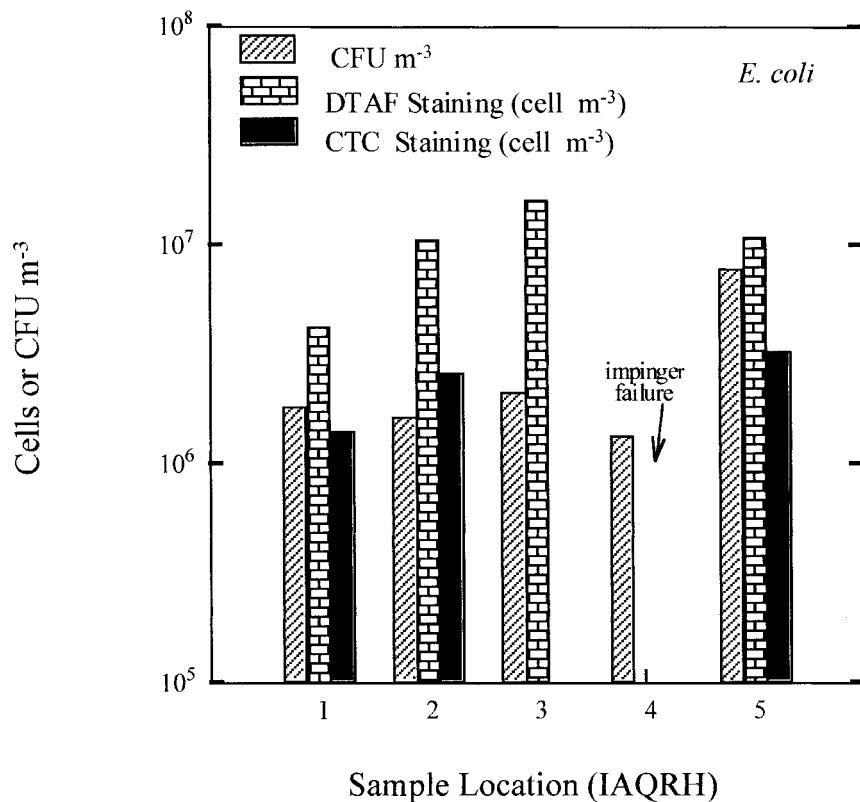 10⁸
CFU m⁻³
E. coli
DTAF Staining (cell m⁻³)
CTC Staining (cell m⁻³)
10⁷
Cells or CFU m⁻³
impinger
failure
10⁶
10⁵
1 2 3 4 5
Sample Location (IAQRH)